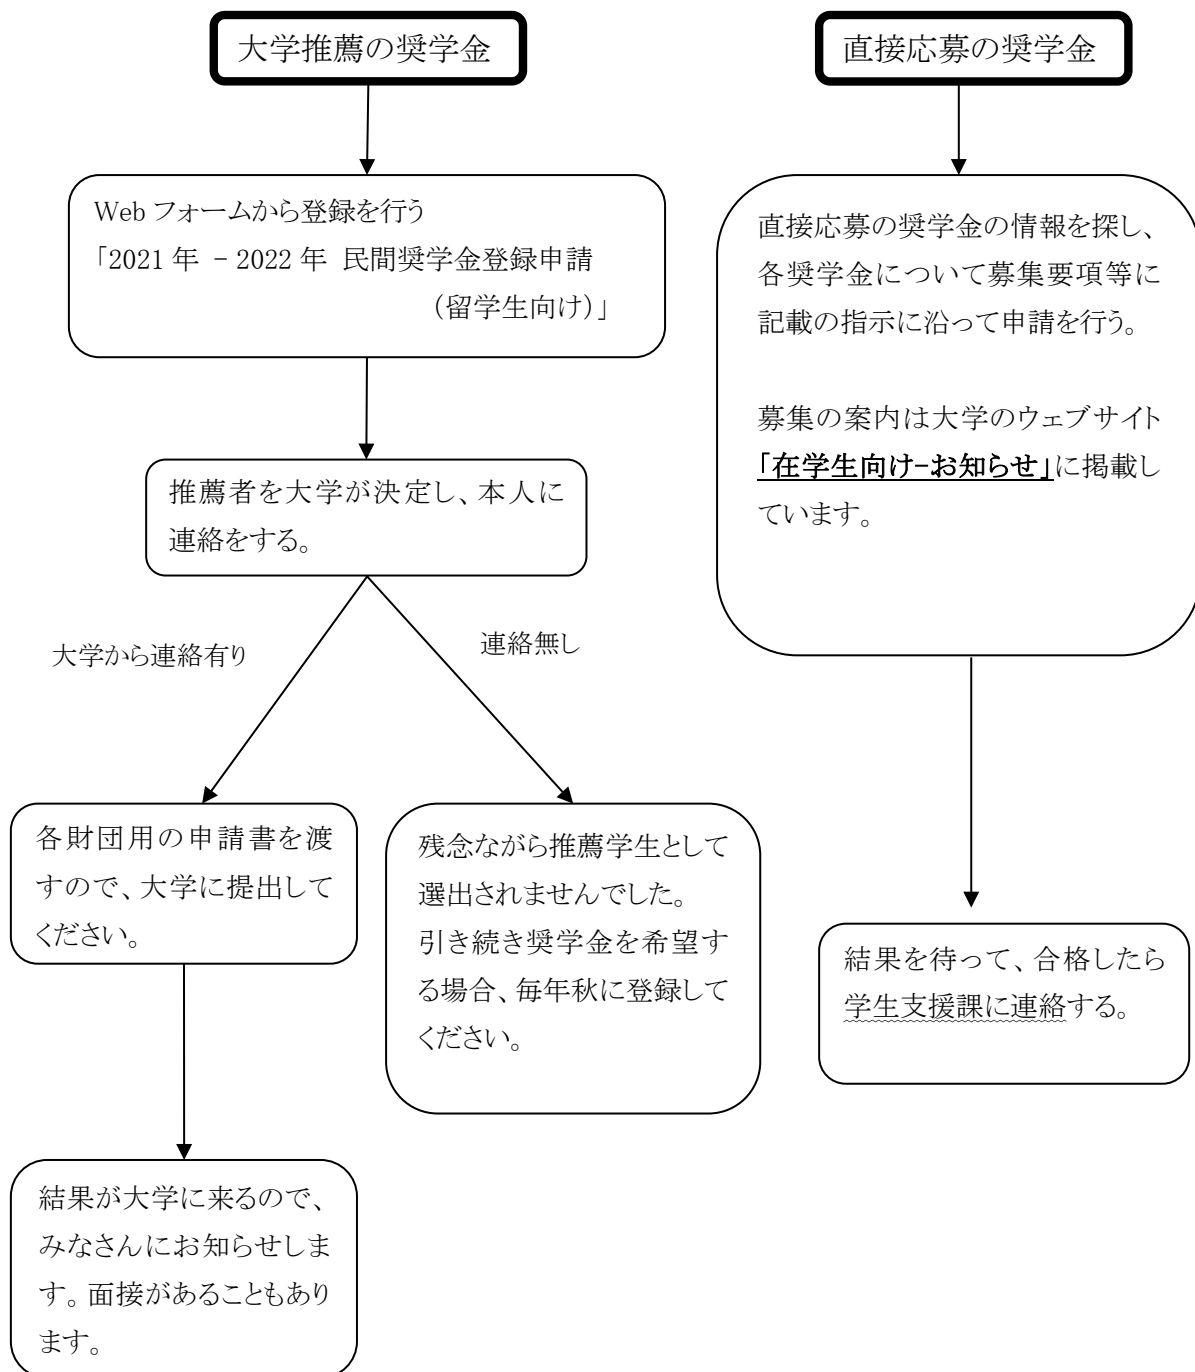 大学推薦の奨学金
Web フォームから登録を行う
「2021 年 － 2022 年 民間奨学金登録申請
（留学生向け）」
推薦者を大学が決定し、本人に
連絡をする。
大学から連絡有り
連絡無し
各財団用の申請書を渡
すので、大学に提出して
ください。
残念ながら推薦学生として
選出されませんでした。
引き続き奨学金を希望す
る場合、毎年秋に登録して
ください。
結果が大学に来るので、
みなさんにお知らせしま
す。面接があることもあり
ます。
直接応募の奨学金
直接応募の奨学金の情報を探し、
各奨学金について募集要項等に
記載の指示に沿って申請を行う。
募集の案内は大学のウェブサイト
「在学生向け-お知らせ」に掲載し
ています。
結果を待って、合格したら
学生支援課に連絡する。